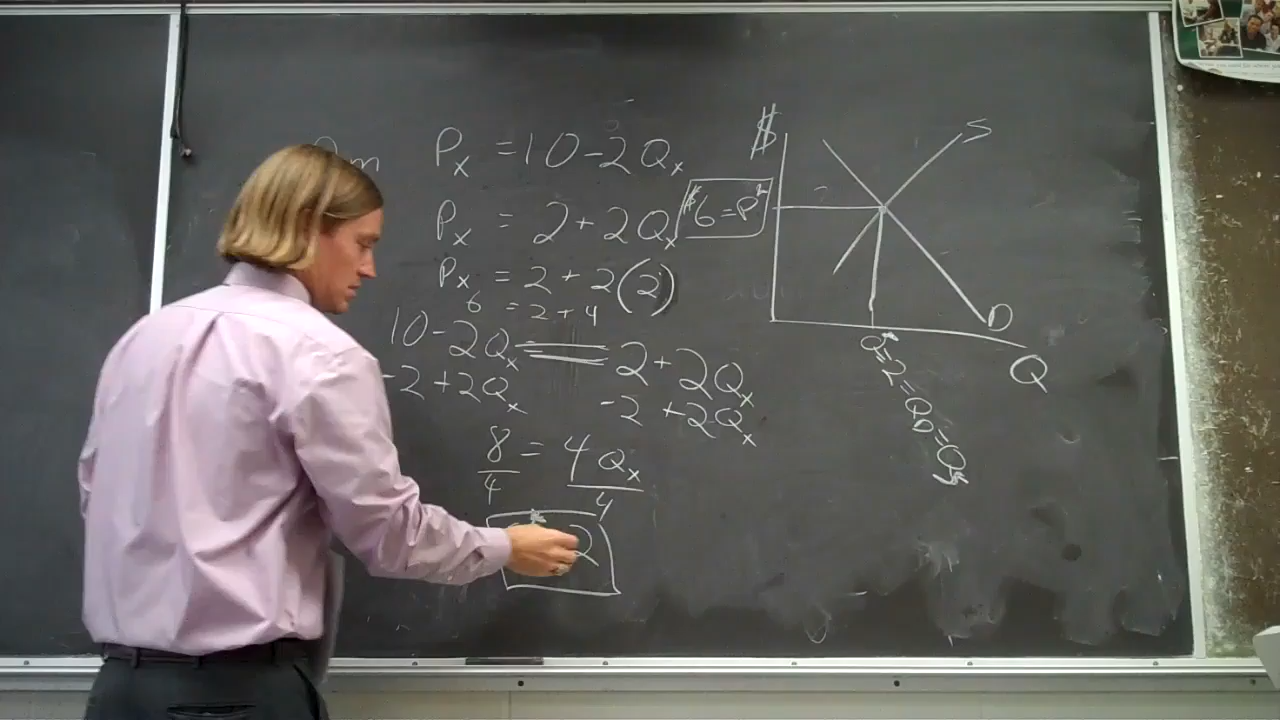 Px = 10 - 2Qx
Px = 2 + 2Qx
$6 = P*
Px = 2 + 2(2)
6 = 2 + 4
10 - 2Qx = 2 + 2Qx
-2 + 2Qx -2 + 2Qx
8 = 4Qx
4 4
* 2
$
S
D
Q
Q* = 2 = QD = QS